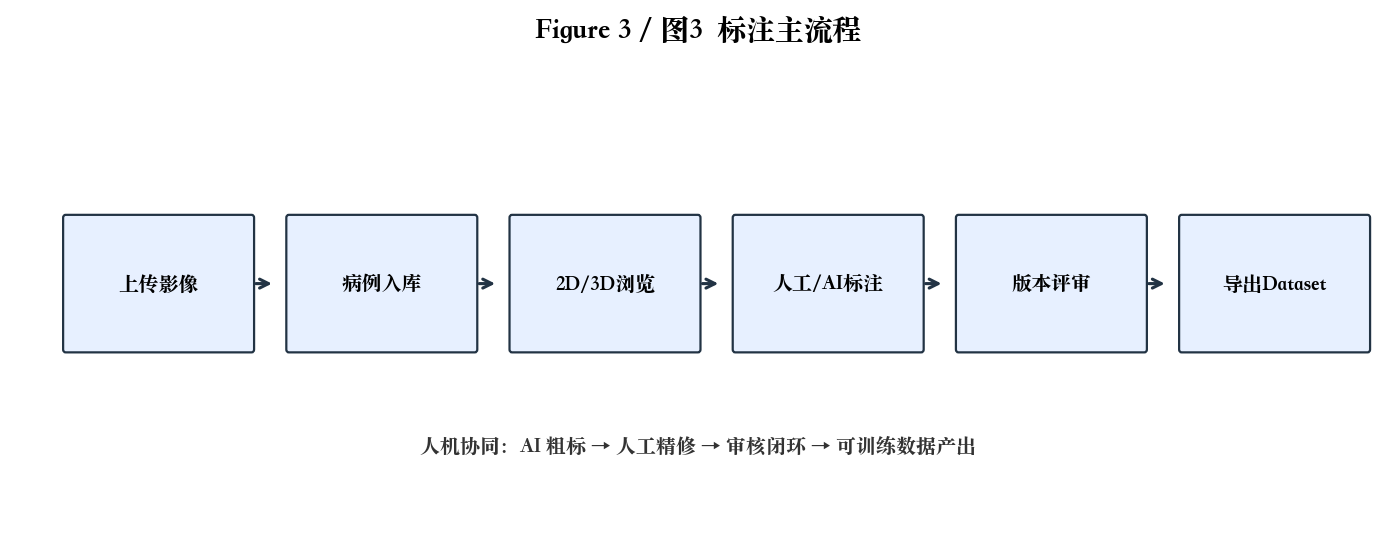 Figure 3 / 图3 标注主流程
上传影像
病例入库
2D/3D浏览
人工/AI标注
版本评审
导出Dataset
人机协同：AI 粗标 → 人工精修 → 审核闭环 → 可训练数据产出